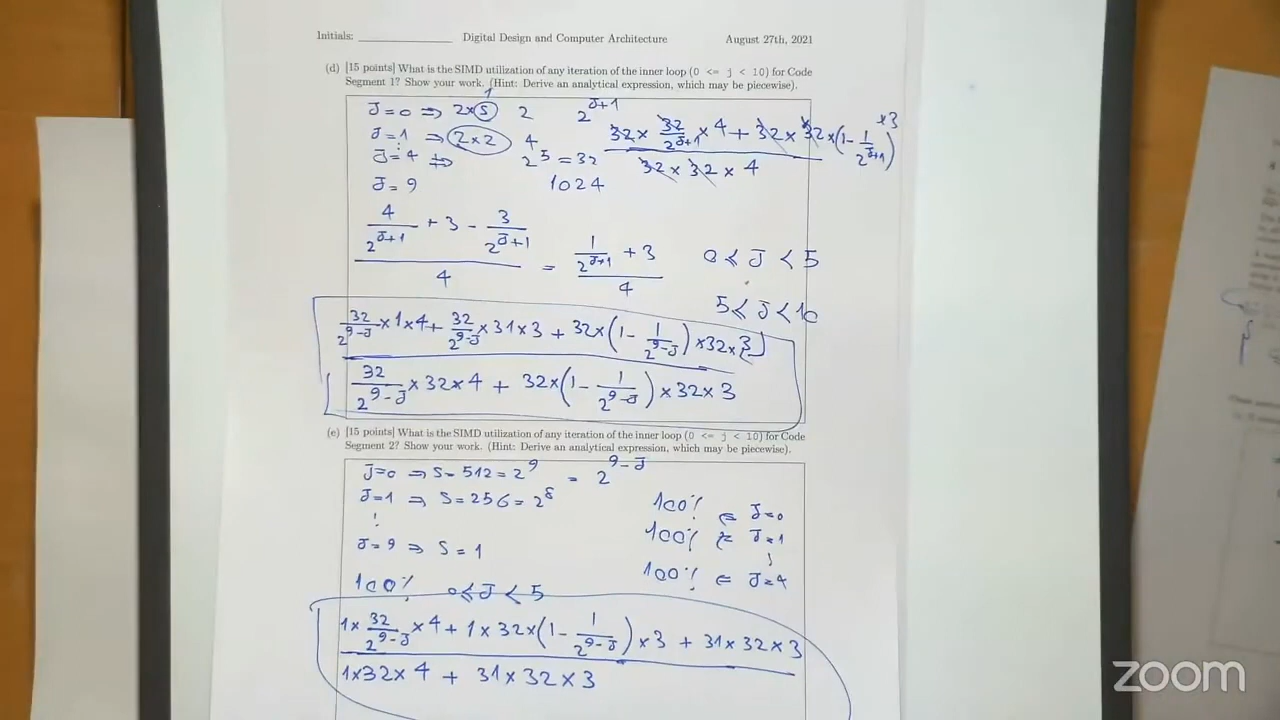 Initials: ____________ Digital Design and Computer Architecture August 27th, 2021
(d) [15 points] What is the SIMD utilization of any iteration of the inner loop (0 <= j < 10) for Code
Segment 1? Show your work. (Hint: Derive an analytical expression, which may be piecewise).
J=0 ⇒ 2×5 1 2 2^{J+1}
J=1 ⇒ 2×2 4
J=4 ⇒ 2^5 = 32
J=9 1024
(32 × 32/2^{J+1} × 4 + 32 × 32 × (1 - 1/2^{J+1}) × 3) / (32 × 32 × 4)
(4/2^{J+1} + 3 - 3/2^{J+1}) / 4 = (1/2^{J+1} + 3) / 4 0 ≤ J < 5
5 ≤ J < 10
(32/2^{9-J} × 1 × 4 + 32/2^{9-J} × 31 × 3 + 32 × (1 - 1/2^{9-J}) × 32 × 3)
/ (32/2^{9-J} × 32 × 4 + 32 × (1 - 1/2^{9-J}) × 32 × 3)
(e) [15 points] What is the SIMD utilization of any iteration of the inner loop (0 <= j < 10) for Code
Segment 2? Show your work. (Hint: Derive an analytical expression, which may be piecewise).
J=0 ⇒ S=512=2^9 = 2^{9-J}
J=1 ⇒ S=256=2^8
⋮
J=9 ⇒ S=1
100% ⇐ J=0
100% ⇐ J=1
100% ⇐ J=4
100% 0 ≤ J < 5
(1 × 32/2^{9-J} × 4 + 1 × 32 × (1 - 1/2^{9-J}) × 3 + 31 × 32 × 3)
/ (1×32×4 + 31×32×3)
zoom